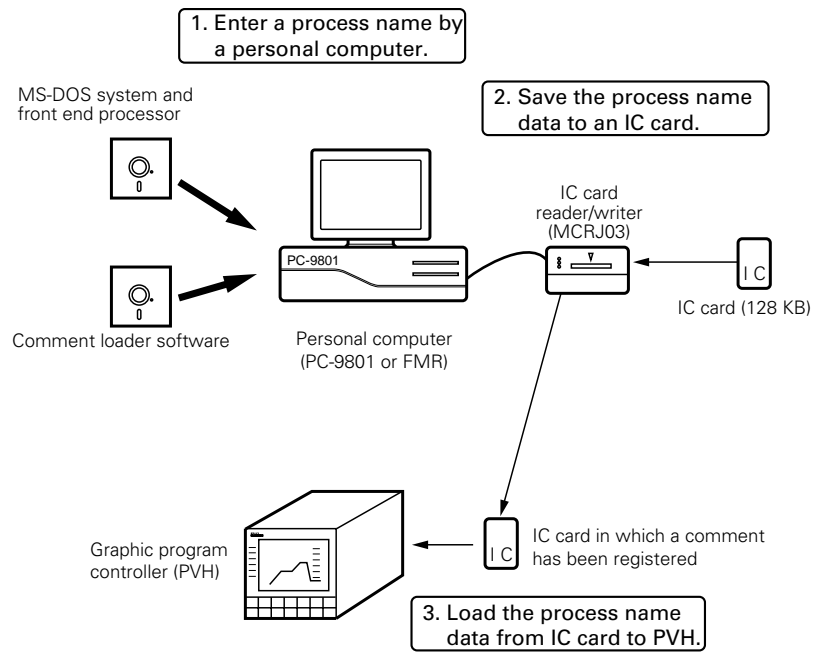 1. Enter a process name by
a personal computer.
MS-DOS system and
front end processor
2. Save the process name
data to an IC card.
IC card
reader/writer
(MCRJ03)
PC-9801
I C
IC card (128 KB)
Comment loader software
Personal computer
(PC-9801 or FMR)
Graphic program
controller (PVH)
I C
IC card in which a comment
has been registered
3. Load the process name
data from IC card to PVH.